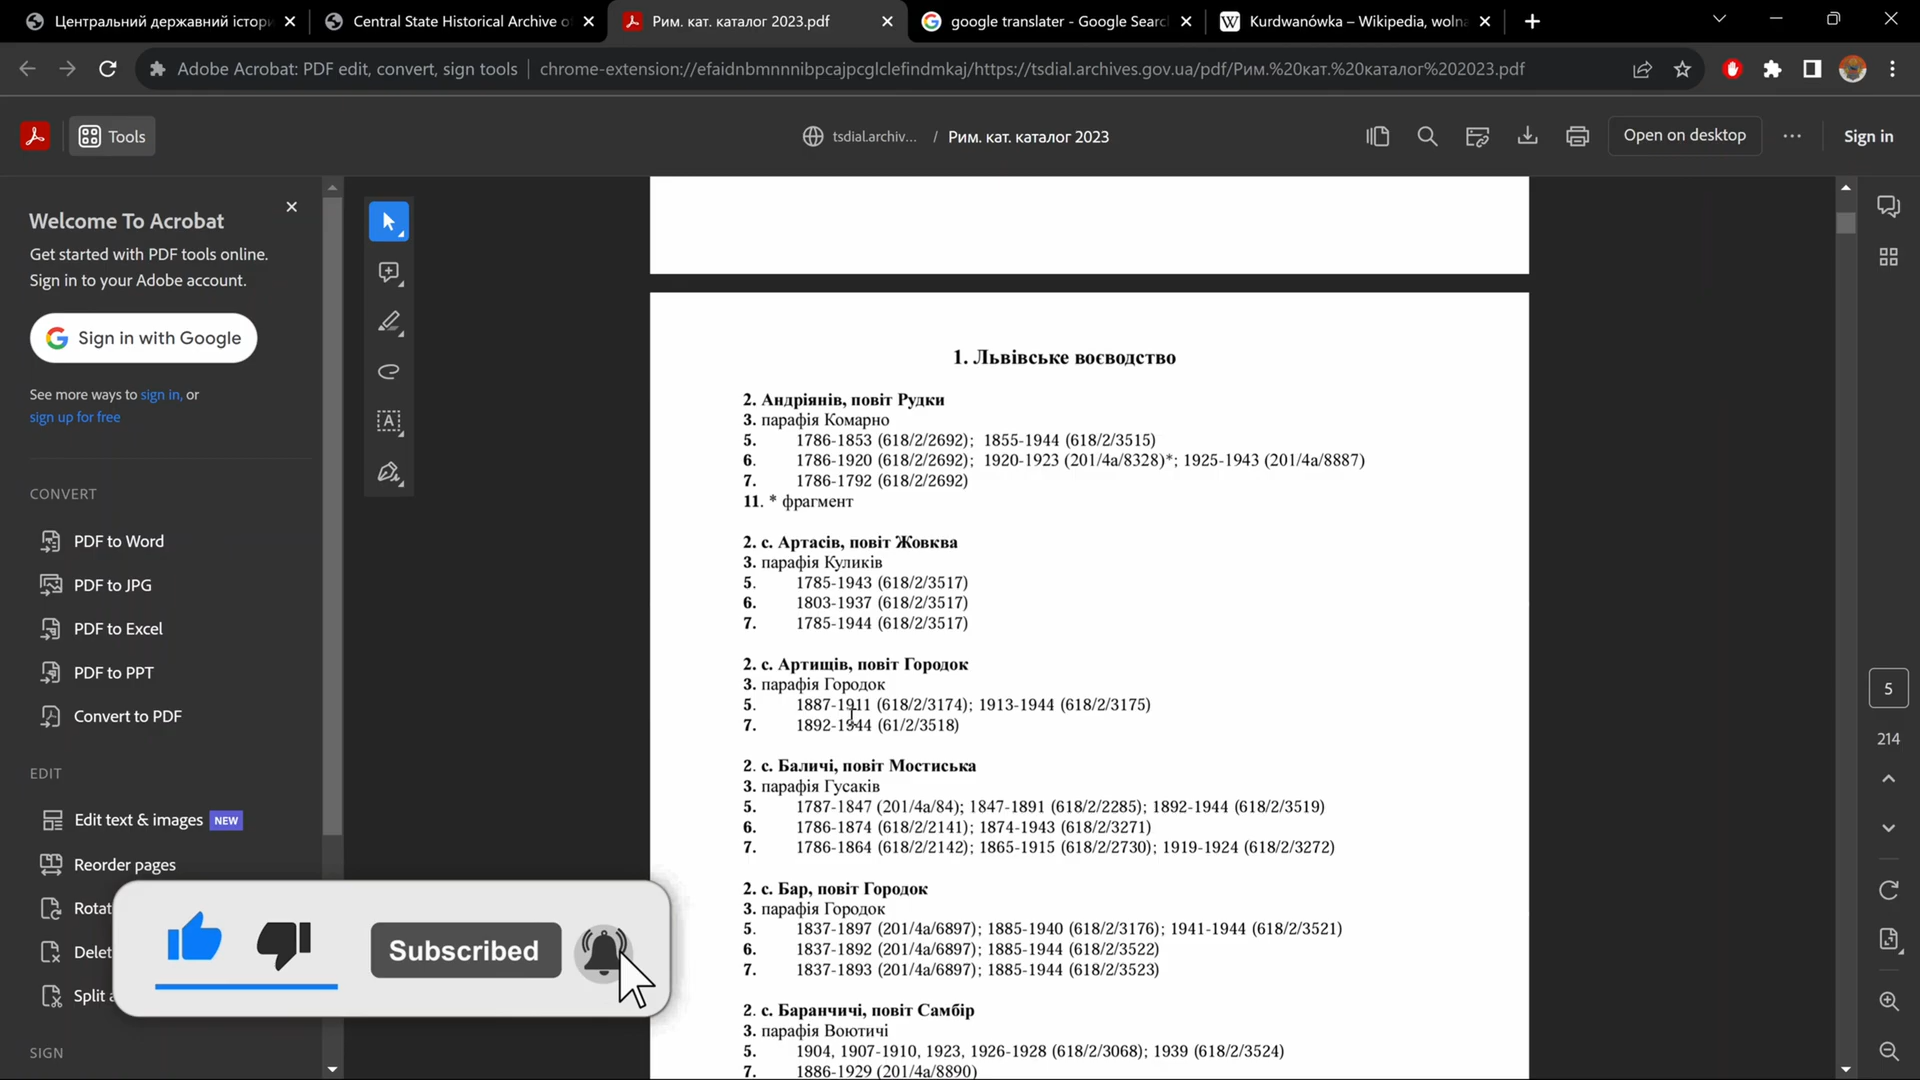 Центральний державний істори
Central State Historical Archive o
Рим. кат. каталог 2023.pdf
google translater - Google Searc
Kurdwanówka – Wikipedia, woln
Adobe Acrobat: PDF edit, convert, sign tools
chrome-extension://efaidnbmnnnibpcajpcglclefindmkaj/https://tsdial.archives.gov.ua/pdf/Рим.%20кат.%20каталог%202023.pdf
Tools
tsdial.archiv... / Рим. кат. каталог 2023
Open on desktop
Sign in
Welcome To Acrobat
Get started with PDF tools online.
Sign in to your Adobe account.
Sign in with Google
See more ways to sign in, or
sign up for free
CONVERT
PDF to Word
PDF to JPG
PDF to Excel
PDF to PPT
Convert to PDF
EDIT
Edit text & images NEW
Reorder pages
Rotat
Delet
Split a
SIGN
Subscribed
1. Львівське воєводство
2. Андріянів, повіт Рудки
3. парафія Комарно
5. 1786-1853 (618/2/2692); 1855-1944 (618/2/3515)
6. 1786-1920 (618/2/2692); 1920-1923 (201/4а/8328)*; 1925-1943 (201/4а/8887)
7. 1786-1792 (618/2/2692)
11. * фрагмент
2. с. Артасів, повіт Жовква
3. парафія Куликів
5. 1785-1943 (618/2/3517)
6. 1803-1937 (618/2/3517)
7. 1785-1944 (618/2/3517)
2. с. Артищів, повіт Городок
3. парафія Городок
5. 1887-1911 (618/2/3174); 1913-1944 (618/2/3175)
7. 1892-1944 (61/2/3518)
2. с. Баличі, повіт Мостиська
3. парафія Гусаків
5. 1787-1847 (201/4а/84); 1847-1891 (618/2/2285); 1892-1944 (618/2/3519)
6. 1786-1874 (618/2/2141); 1874-1943 (618/2/3271)
7. 1786-1864 (618/2/2142); 1865-1915 (618/2/2730); 1919-1924 (618/2/3272)
2. с. Бар, повіт Городок
3. парафія Городок
5. 1837-1897 (201/4а/6897); 1885-1940 (618/2/3176); 1941-1944 (618/2/3521)
6. 1837-1892 (201/4а/6897); 1885-1944 (618/2/3522)
7. 1837-1893 (201/4а/6897); 1885-1944 (618/2/3523)
2. с. Баранчичі, повіт Самбір
3. парафія Воютичі
5. 1904, 1907-1910, 1923, 1926-1928 (618/2/3068); 1939 (618/2/3524)
7. 1886-1929 (201/4а/8890)
5
214